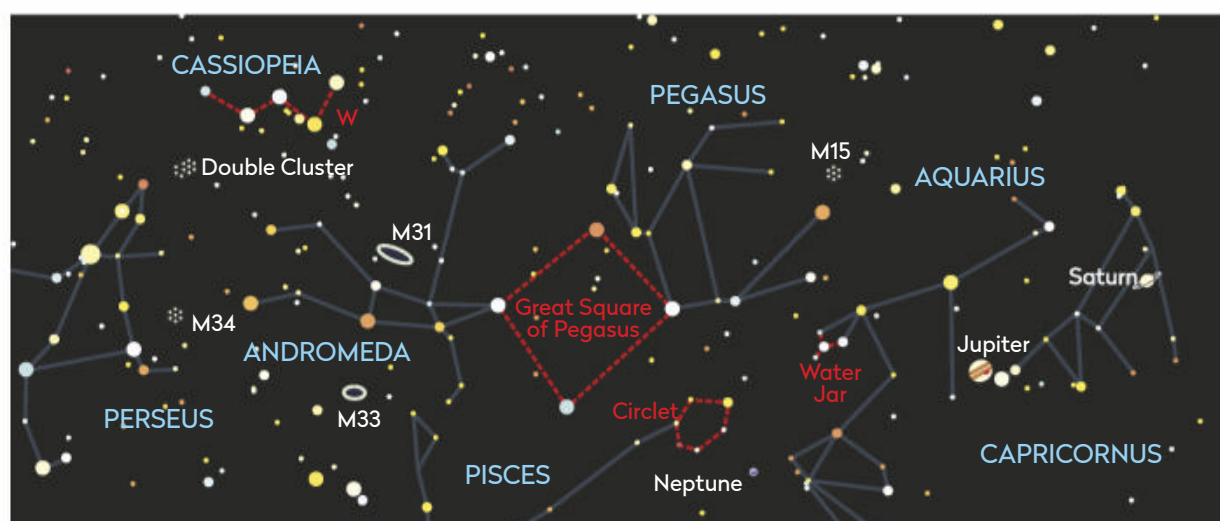 CASSIOPEIA
W
PEGASUS
Double Cluster
M15
AQUARIUS
M31
Saturn
Great Square
of Pegasus
M34
ANDROMEDA
Jupiter
Water
Jar
M33
Circlet
PERSEUS
PISCES
Neptune
CAPRICORNUS